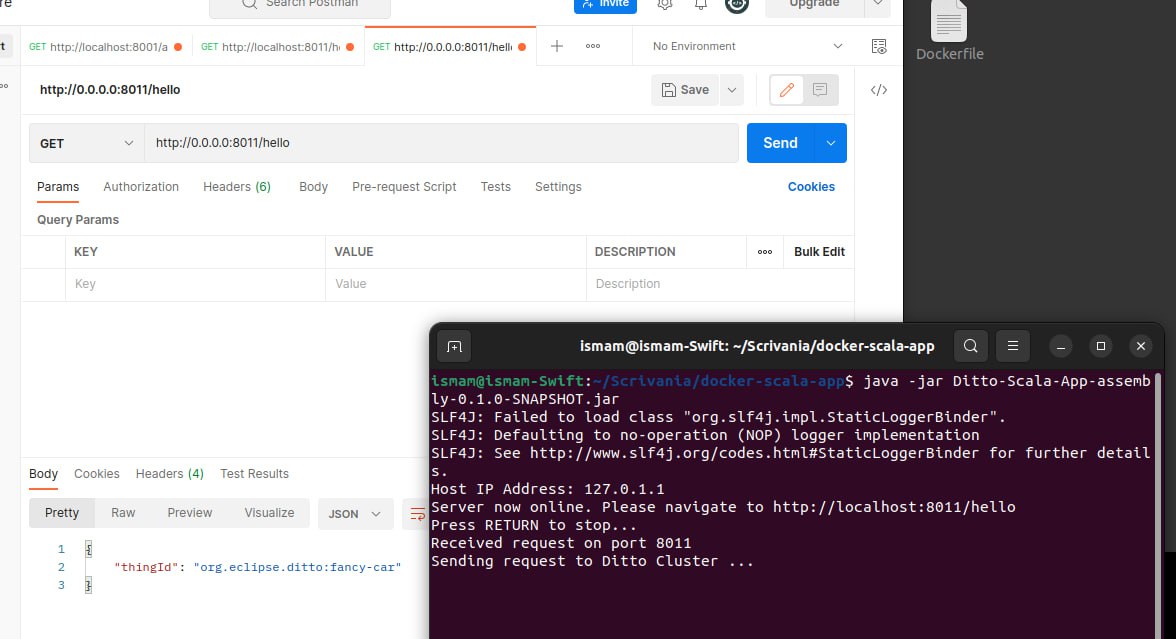 re
Search Postman
Invite
Upgrade
t
GET http://localhost:8001/a
GET http://localhost:8011/h
GET http://0.0.0.0:8011/hell
No Environment
Dockerfile
http://0.0.0.0:8011/hello
Save
</>
GET
http://0.0.0.0:8011/hello
Send
Params Authorization Headers (6) Body Pre-request Script Tests Settings Cookies
Query Params
KEY VALUE DESCRIPTION Bulk Edit
Key Value Description
ismam@ismam-Swift: ~/Scrivania/docker-scala-app
ismam@ismam-Swift:~/Scrivania/docker-scala-app$ java -jar Ditto-Scala-App-assemb
ly-0.1.0-SNAPSHOT.jar
SLF4J: Failed to load class "org.slf4j.impl.StaticLoggerBinder".
SLF4J: Defaulting to no-operation (NOP) logger implementation
SLF4J: See http://www.slf4j.org/codes.html#StaticLoggerBinder for further detail
s.
Host IP Address: 127.0.1.1
Server now online. Please navigate to http://localhost:8011/hello
Press RETURN to stop...
Received request on port 8011
Sending request to Ditto Cluster ...
Body Cookies Headers (4) Test Results
Pretty Raw Preview Visualize JSON
1 {
2 "thingId": "org.eclipse.ditto:fancy-car"
3 }